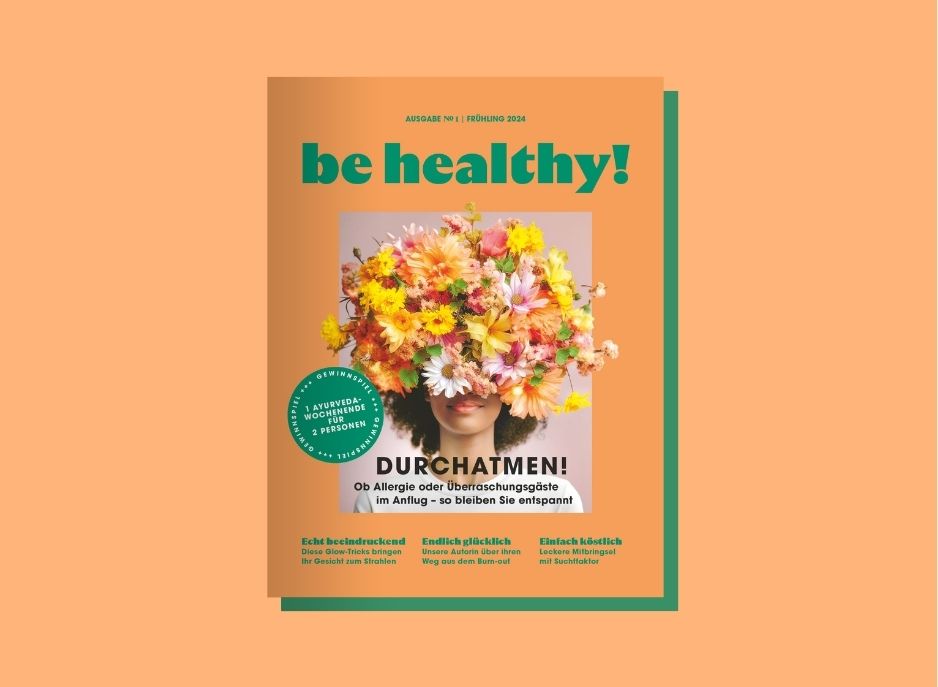 AUSGABE Nº 1 | FRÜHLING 2024
be healthy!
+++ GEWINNSPIEL +++ GEWINNSPIEL +++ GEWINNSPIEL
1 AYURVEDA-
WOCHENENDE
FÜR
2 PERSONEN
DURCHATMEN!
Ob Allergie oder Überraschungsgäste
im Anflug – so bleiben Sie entspannt
Echt beeindruckend
Diese Glow-Tricks bringen
Ihr Gesicht zum Strahlen
Endlich glücklich
Unsere Autorin über ihren
Weg aus dem Burn-out
Einfach köstlich
Leckere Mitbringsel
mit Suchtfaktor